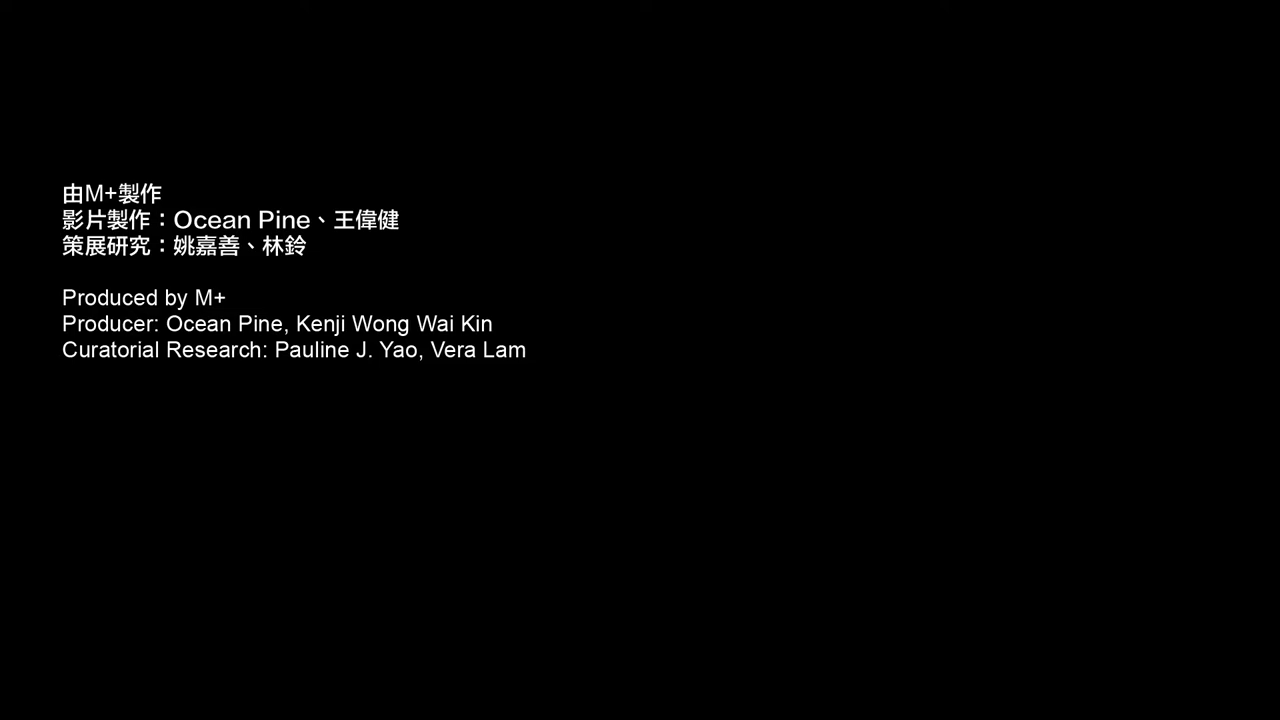 由M+製作
影片製作：Ocean Pine、王偉健
策展研究：姚嘉善、林鈴
Produced by M+
Producer: Ocean Pine, Kenji Wong Wai Kin
Curatorial Research: Pauline J. Yao, Vera Lam